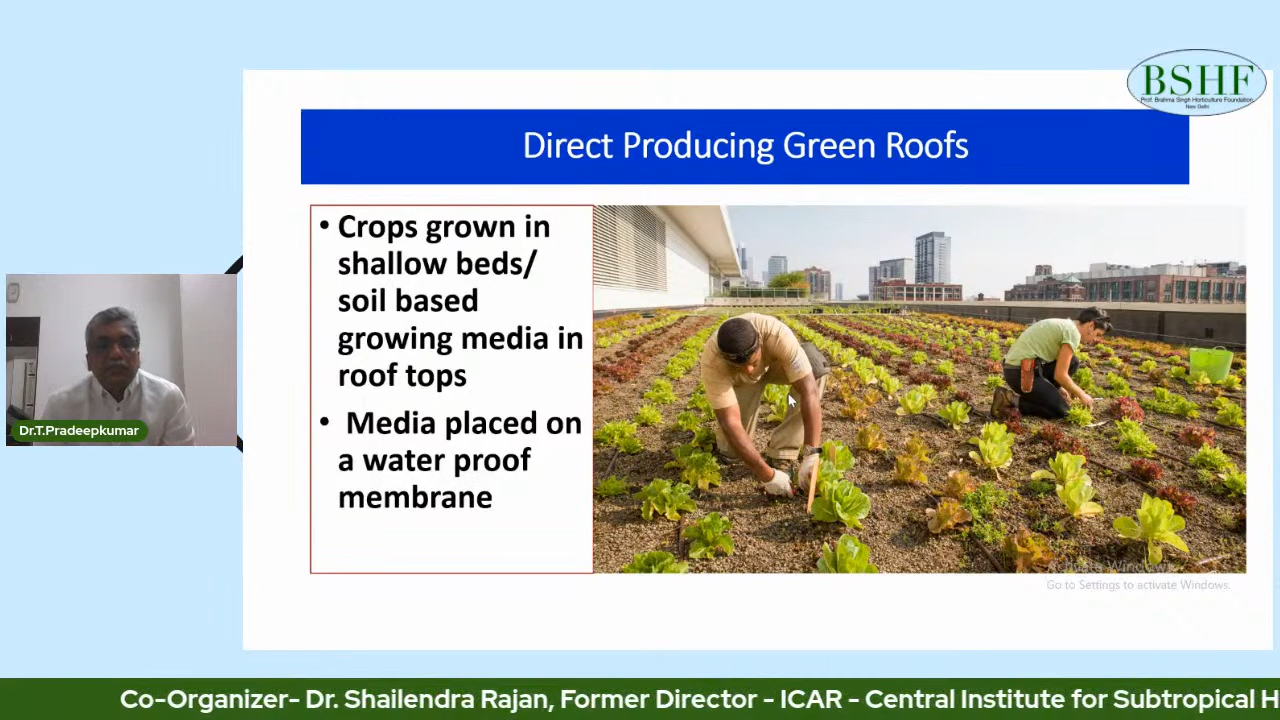 BSHF
Prof. Brahma Singh Horticulture Foundation
New Delhi
Direct Producing Green Roofs
• Crops grown in
shallow beds/
soil based
growing media in
roof tops
• Media placed on
a water proof
membrane
Dr.T.Pradeepkumar
Activate Windows
Go to Settings to activate Windows.
Co-Organizer- Dr. Shailendra Rajan, Former Director - ICAR - Central Institute for Subtropical H